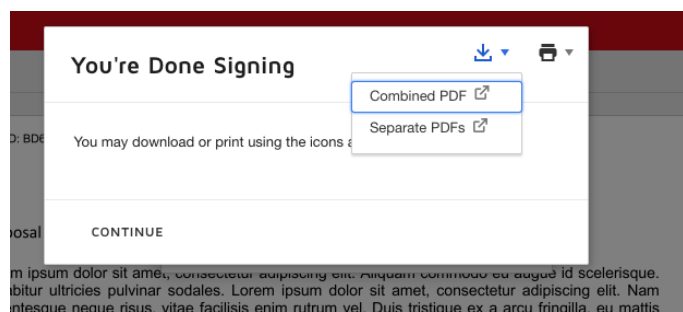 You're Done Signing
Combined PDF
Separate PDFs
D: BD6
You may download or print using the icons
posal
CONTINUE
m ipsum dolor sit amet, consectetur adipiscing elit. Aliquam commodo eu augue id scelerisque.
abitur ultricies pulvinar sodales. Lorem ipsum dolor sit amet, consectetur adipiscing elit. Nam
entesque neque risus, vitae facilisis enim rutrum vel. Duis tristique ex a arcu fringilla, eu mattis